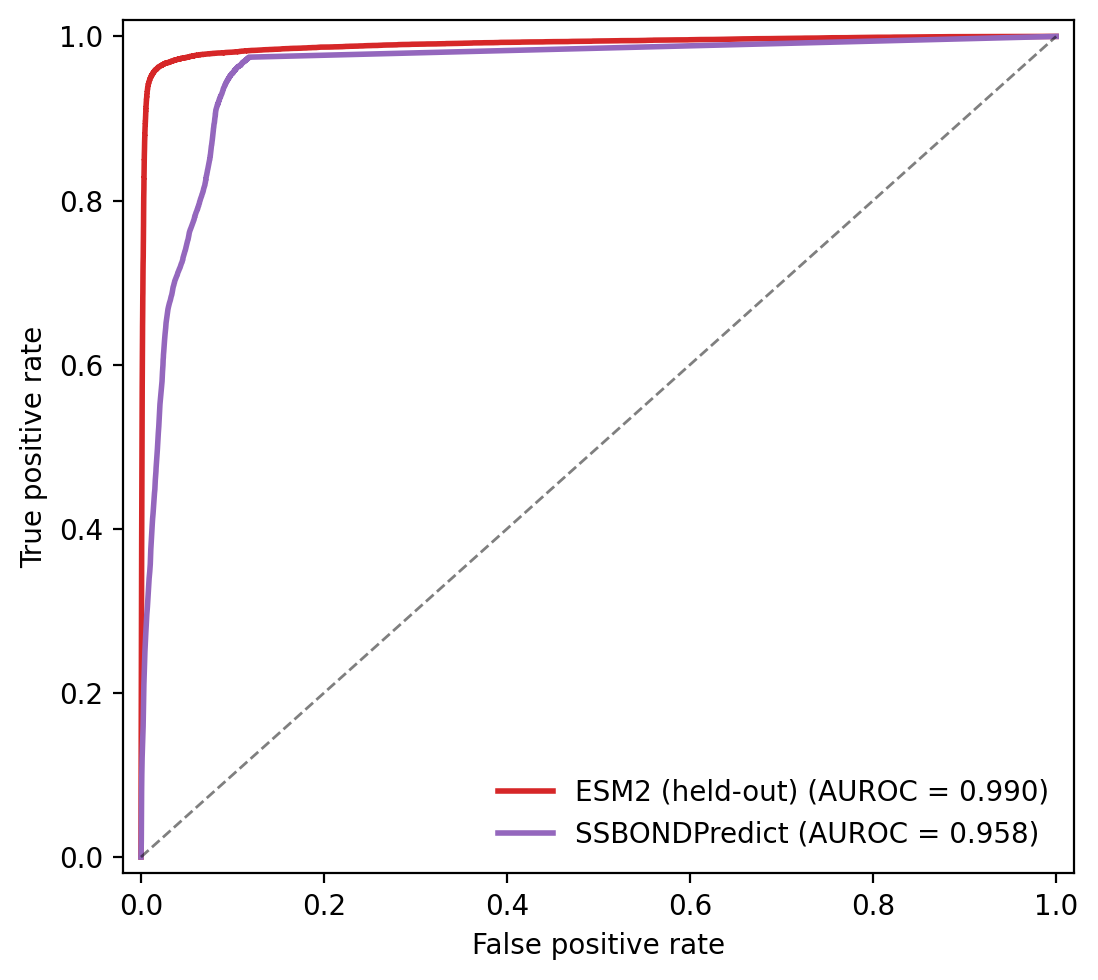 1.0
0.8
0.6
0.4
0.2
0.0
True positive rate
ESM2 (held-out) (AUROC = 0.990)
SSBONDPredict (AUROC = 0.958)
0.0 0.2 0.4 0.6 0.8 1.0
False positive rate